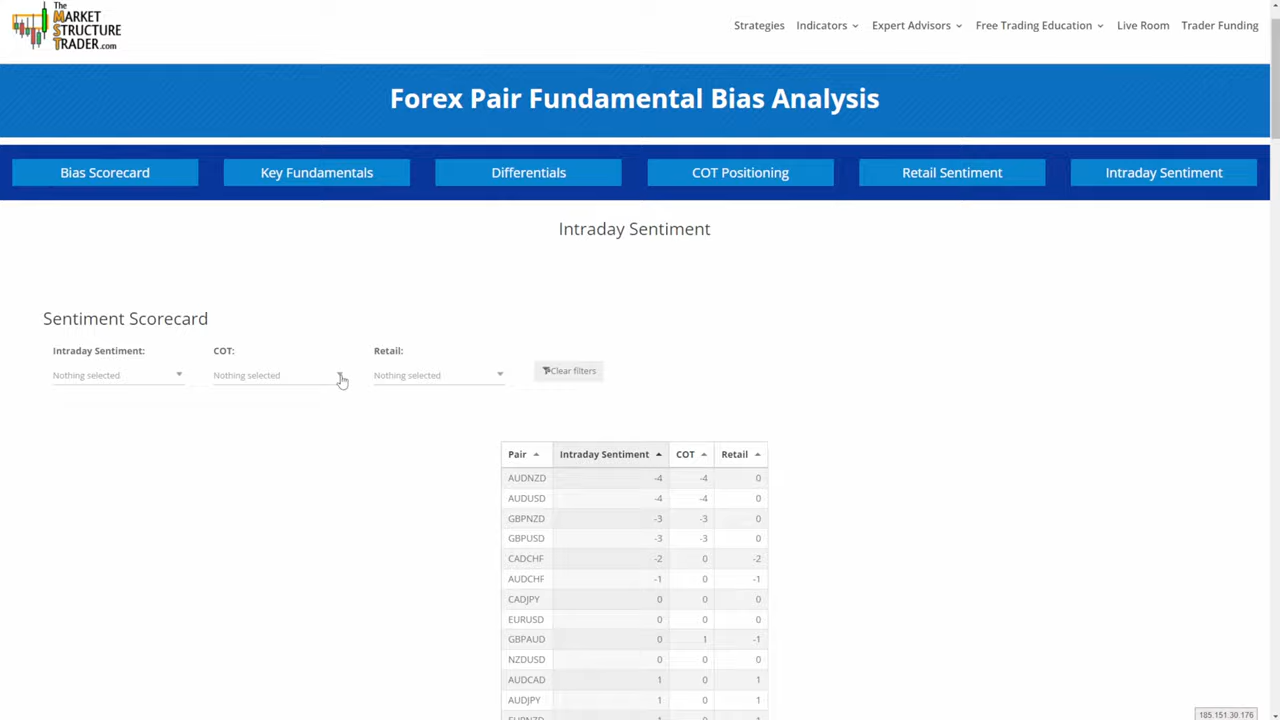 The
MARKET
STRUCTURE
TRADER.com
Strategies Indicators Expert Advisors Free Trading Education Live Room Trader Funding
Forex Pair Fundamental Bias Analysis
Bias Scorecard Key Fundamentals Differentials COT Positioning Retail Sentiment Intraday Sentiment
Intraday Sentiment
Sentiment Scorecard
Intraday Sentiment: COT: Retail:
Nothing selected Nothing selected Nothing selected Clear filters
Pair Intraday Sentiment COT Retail
AUDNZD -4 -4 0
AUDUSD -4 -4 0
GBPNZD -3 -3 0
GBPUSD -3 -3 0
CADCHF -2 0 -2
AUDCHF -1 0 -1
CADJPY 0 0 0
EURUSD 0 0 0
GBPAUD 0 1 -1
NZDUSD 0 0 0
AUDCAD 1 0 1
AUDJPY 1 0 1
EURNZD 1 0 1
185.151.30.176